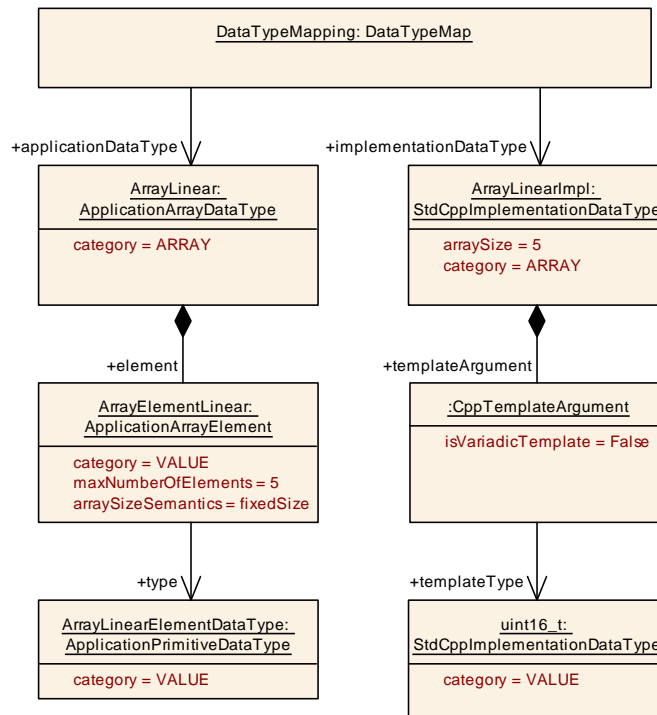 DataTypeMapping: DataTypeMap
+applicationDataType
+implementationDataType
ArrayLinear:
ApplicationArrayDataType
category = ARRAY
ArrayLinearImpl:
StdCppImplementationDataType
arraySize = 5
category = ARRAY
+element
+templateArgument
ArrayElementLinear:
ApplicationArrayElement
category = VALUE
maxNumberOfElements = 5
arraySizeSemantics = fixedSize
:CppTemplateArgument
isVariadicTemplate = False
+type
+templateType
ArrayLinearElementDataType:
ApplicationPrimitiveDataType
category = VALUE
uint16_t:
StdCppImplementationDataType
category = VALUE